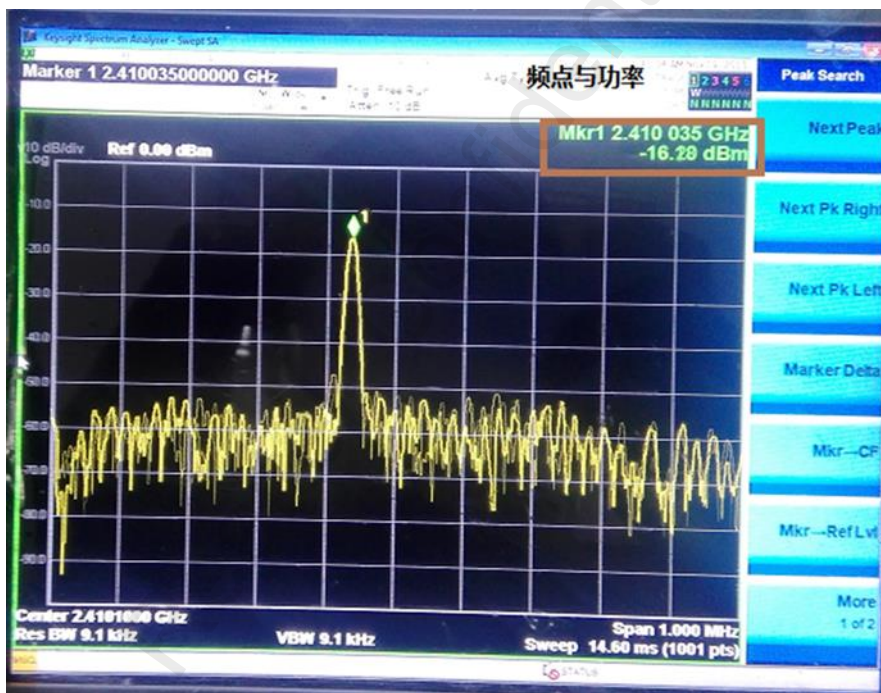 Keysight Spectrum Analyzer - Swept SA
Marker 1 2.410035000000 GHz
频点与功率
1 2 3 4 5
Peak Search
Trig: Free Run
Atten: 10 dB
W
N N N N N N
Mkr1 2.410 035 GHz
-16.28 dBm
Next Peak
10 dB/div
Log
Ref 0.00 dBm
1
-10.0
-20.0
-30.0
-40.0
-50.0
-60.0
-70.0
-80.0
-90.0
Next Pk Right
Next Pk Left
Marker Delta
Mkr→CF
Mkr→Ref Lvl
More
1 of 2
Center 2.4101000 GHz
Res BW 9.1 kHz
VBW 9.1 kHz
Span 1.000 MHz
Sweep 14.60 ms (1001 pts)
MSG
STATUS